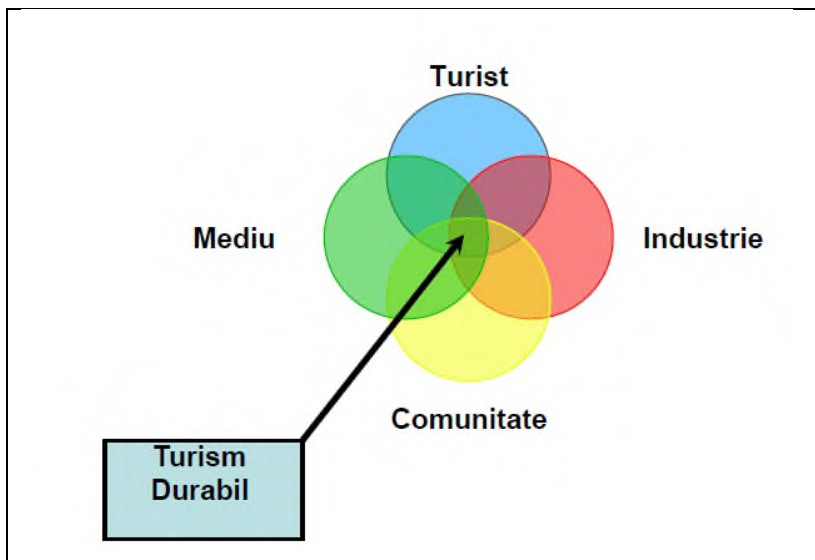 Turist
Mediu
Industrie
Comunitate
Turism
Durabil